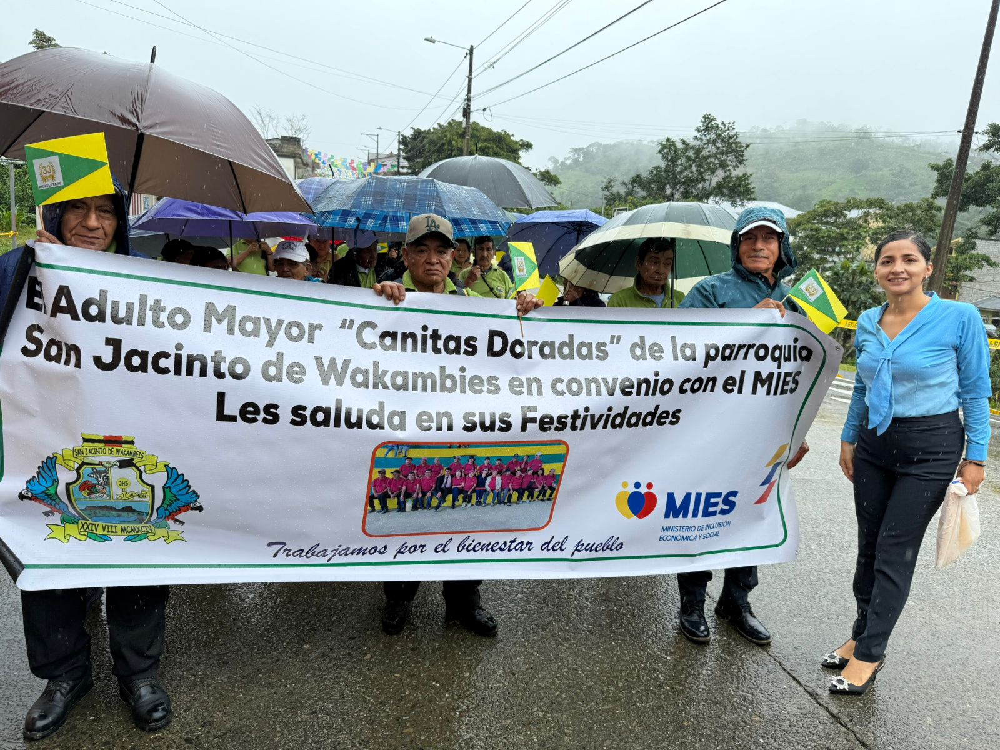 33
ANNIVERSARY
LA
El Adulto Mayor “Canitas Doradas” de la parroquia
San Jacinto de Wakambies en convenio con el MIES
Les saluda en sus Festividades
SAN JACINTO DE WAKAMBEIS
JHS
MCMLXV
XXIV VIII MCMXCIV
Trabajamos por el bienestar del pueblo
MIES
MINISTERIO DE INCLUSIÓN
ECONÓMICA Y SOCIAL